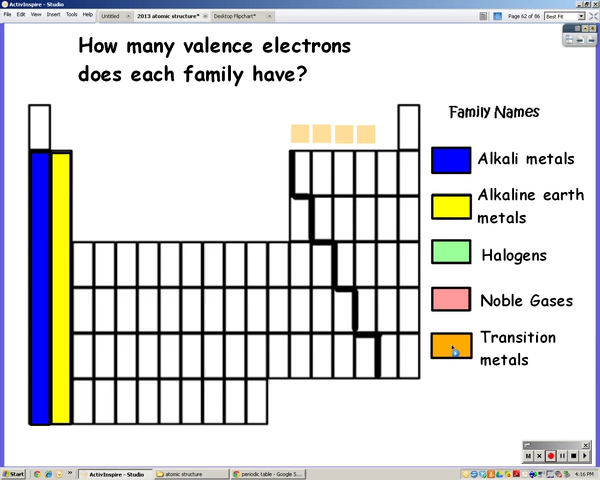 ActivInspire - Studio
File Edit View Insert Tools Help
Untitled
2013 atomic structure*
Desktop Flipchart*
Page 62 of 86
Best Fit
How many valence electrons
does each family have?
Family Names
Alkali metals
Alkaline earth
metals
Halogens
Noble Gases
Transition
metals
Start
ActivInspire - Studio
atomic structure
periodic table - Google S...
4:16 PM